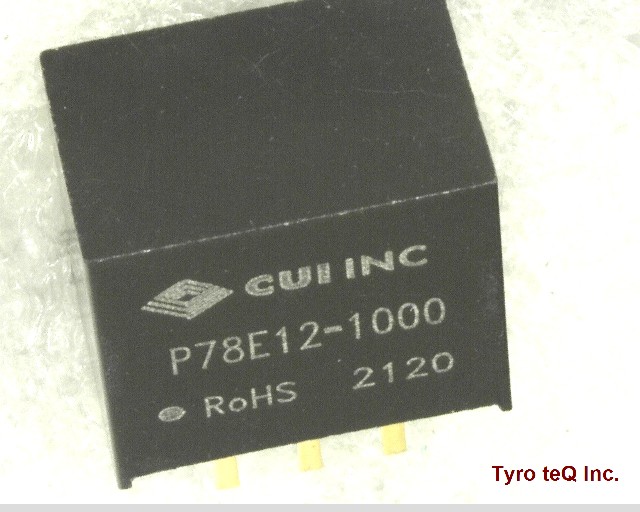 CUI INC
P78E12-1000
RoHS 2120
Tyro teQ Inc.